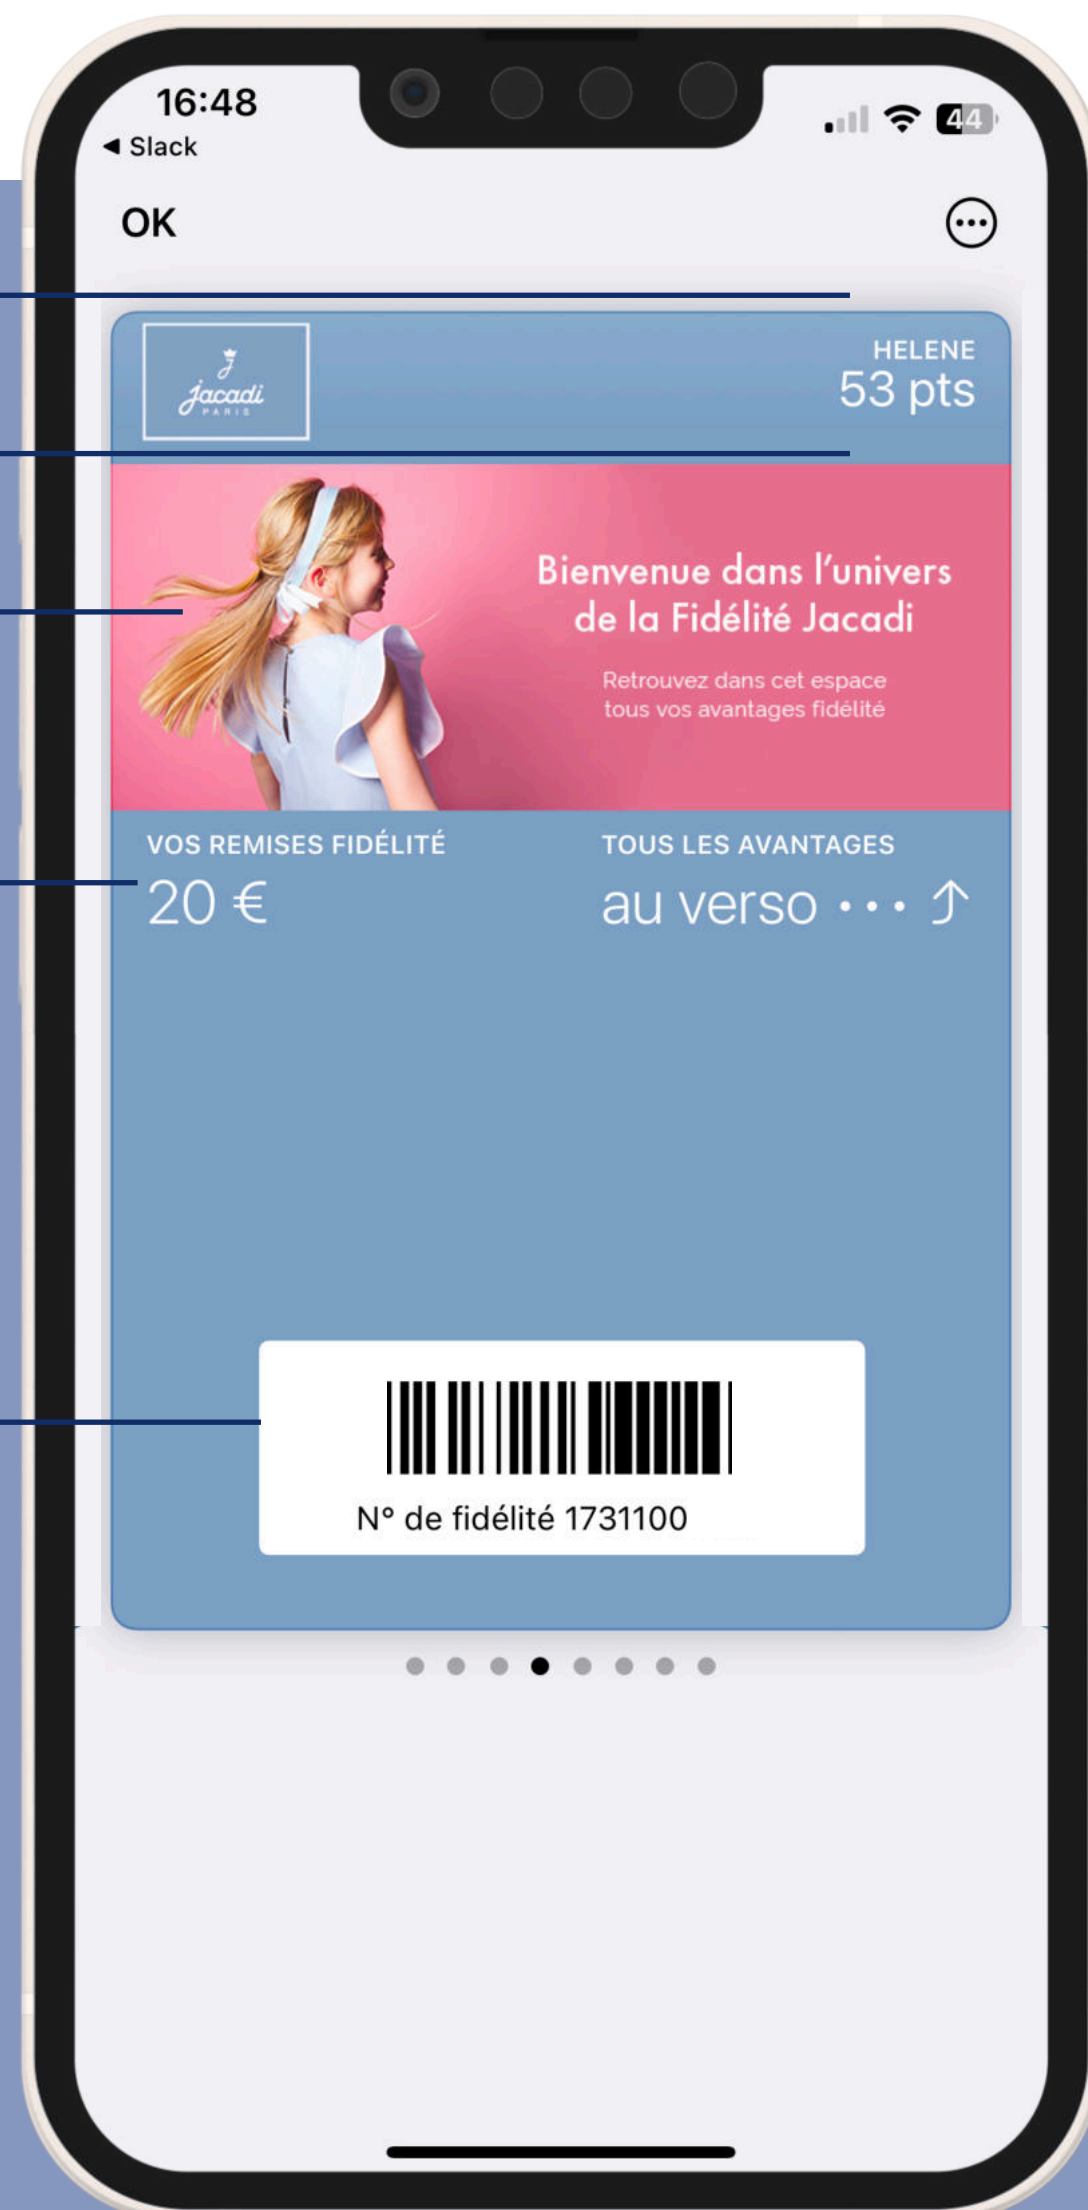 16:48
44
◀ Slack
OK
J
jacadi
PARIS
HELENE
53 pts
Bienvenue dans l'univers
de la Fidélité Jacadi
Retrouvez dans cet espace
tous vos avantages fidélité
VOS REMISES FIDÉLITÉ
20 €
TOUS LES AVANTAGES
au verso ··· ⤴
N° de fidélité 1731100